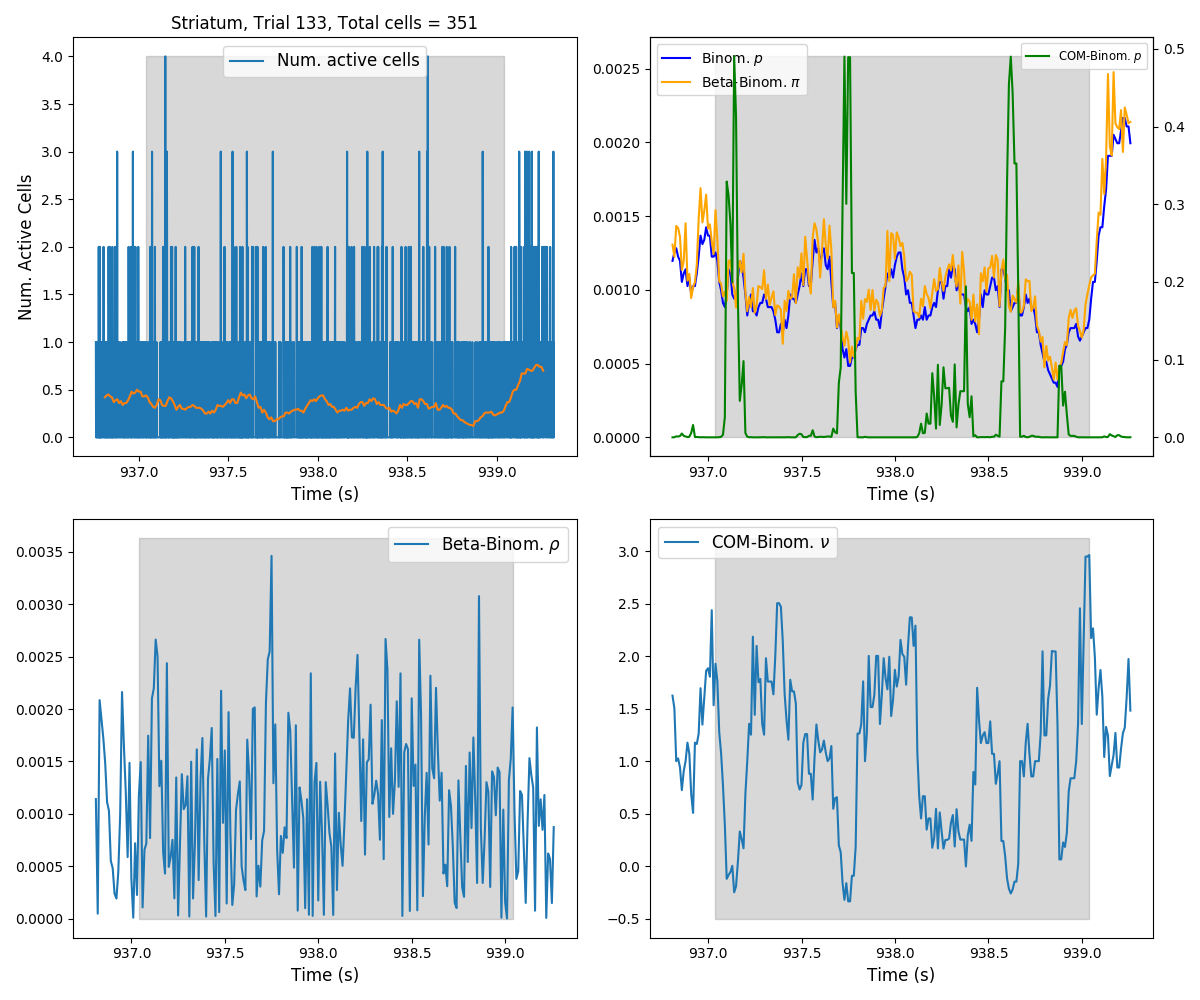 Striatum, Trial 133, Total cells = 351
Num. active cells
Num. Active Cells
4.0
3.5
3.0
2.5
2.0
1.5
1.0
0.5
0.0
937.0 937.5 938.0 938.5 939.0
Time (s)
Binom. p
Beta-Binom. π
COM-Binom. p
0.0025
0.0020
0.0015
0.0010
0.0005
0.0000
0.5
0.4
0.3
0.2
0.1
0.0
937.0 937.5 938.0 938.5 939.0
Time (s)
Beta-Binom. ρ
0.0035
0.0030
0.0025
0.0020
0.0015
0.0010
0.0005
0.0000
937.0 937.5 938.0 938.5 939.0
Time (s)
COM-Binom. ν
3.0
2.5
2.0
1.5
1.0
0.5
0.0
−0.5
937.0 937.5 938.0 938.5 939.0
Time (s)